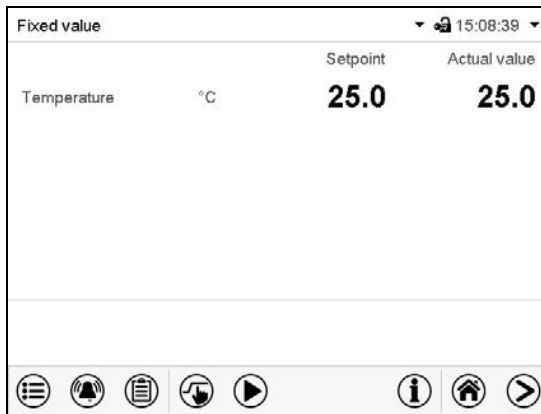 Fixed value 15:08:39
Setpoint Actual value
Temperature °C 25.0 25.0